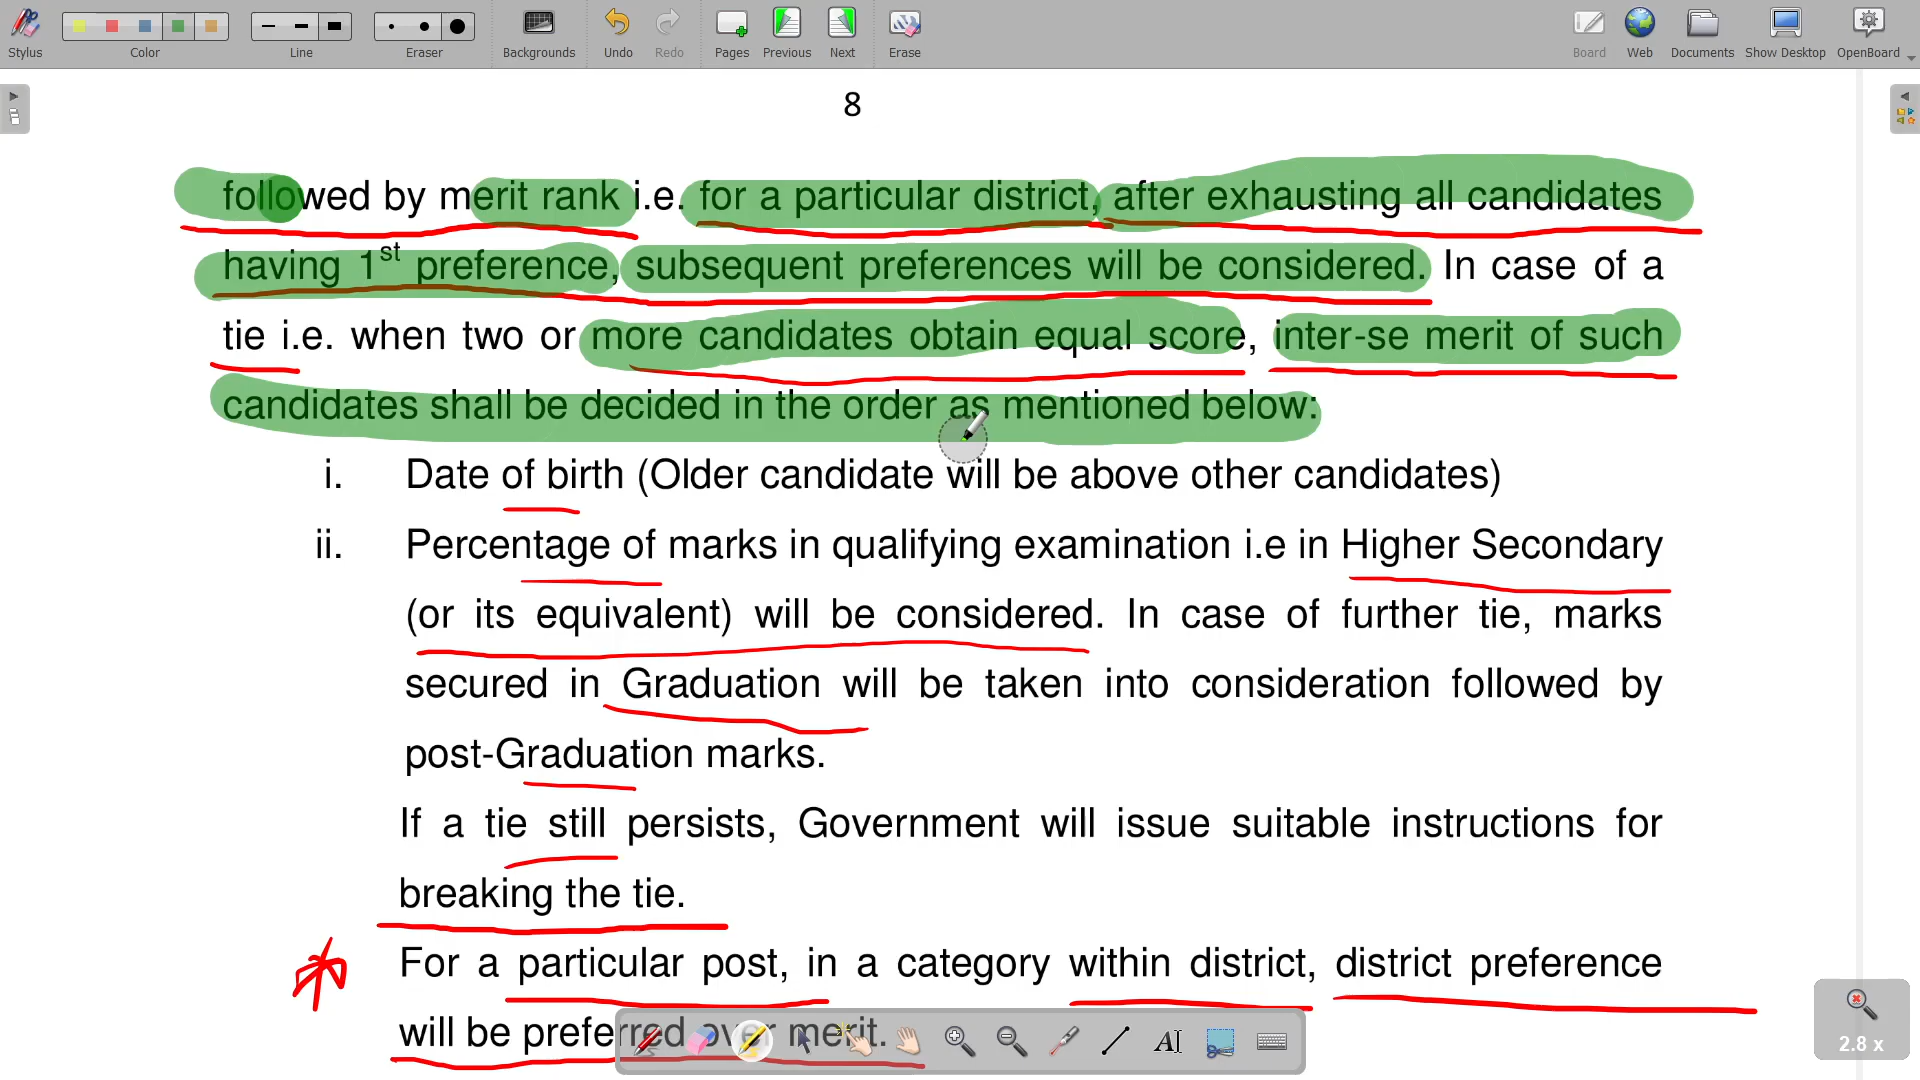 Stylus Color Line Eraser Backgrounds Undo Redo Pages Previous Next Erase Board Web Documents Show Desktop OpenBoard
8
followed by merit rank i.e. for a particular district, after exhausting all candidates
having 1st preference, subsequent preferences will be considered. In case of a
tie i.e. when two or more candidates obtain equal score, inter-se merit of such
candidates shall be decided in the order as mentioned below:
i. Date of birth (Older candidate will be above other candidates)
ii. Percentage of marks in qualifying examination i.e in Higher Secondary
(or its equivalent) will be considered. In case of further tie, marks
secured in Graduation will be taken into consideration followed by
post-Graduation marks.
If a tie still persists, Government will issue suitable instructions for
breaking the tie.
For a particular post, in a category within district, district preference
will be preferred over merit.
2.8 x